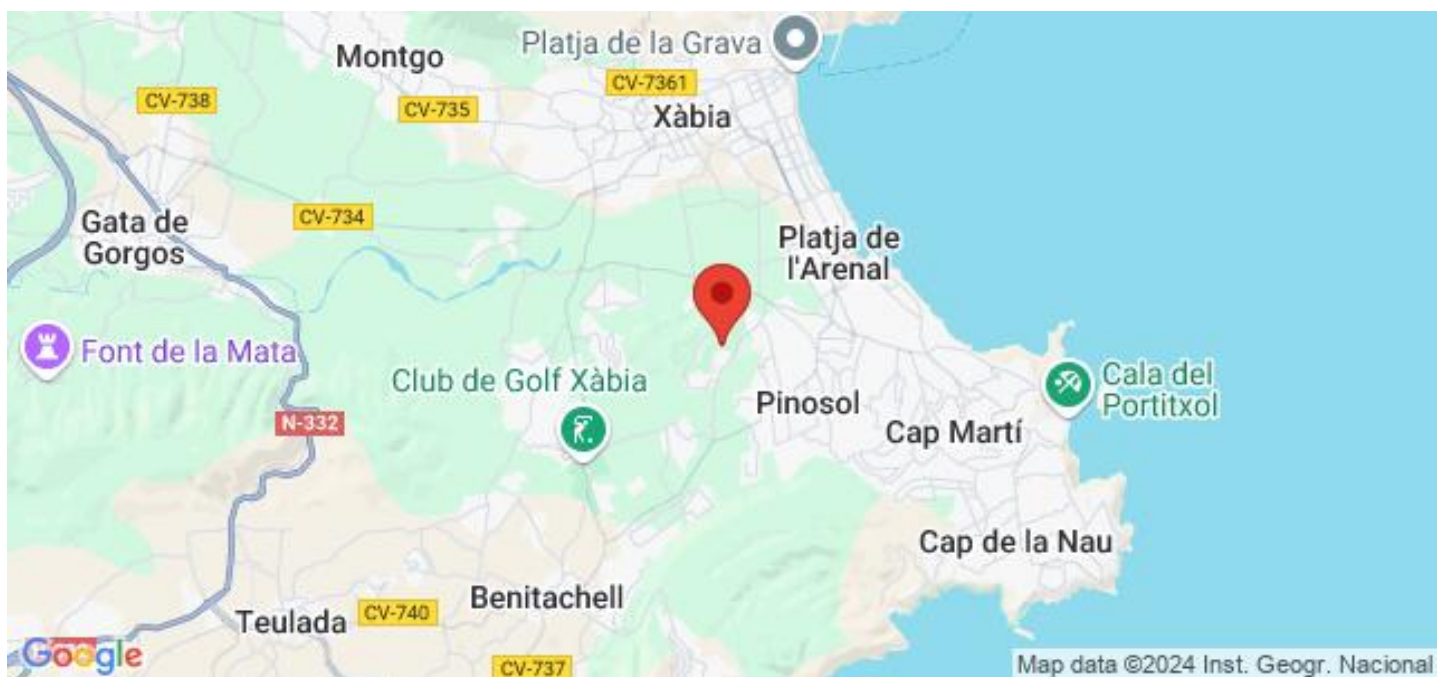 Platja de la Grava
Montgo
CV-7361
CV-738
CV-735
Xàbia
CV-734
Gata de
Gorgos
Platja de
l'Arenal
Font de la Mata
Club de Golf Xàbia
Cala del
Portitxol
Pinosol
N-332
Cap Martí
Cap de la Nau
Benitachell
CV-740
Teulada
Google
CV-737
Map data ©2024 Inst. Geogr. Nacional